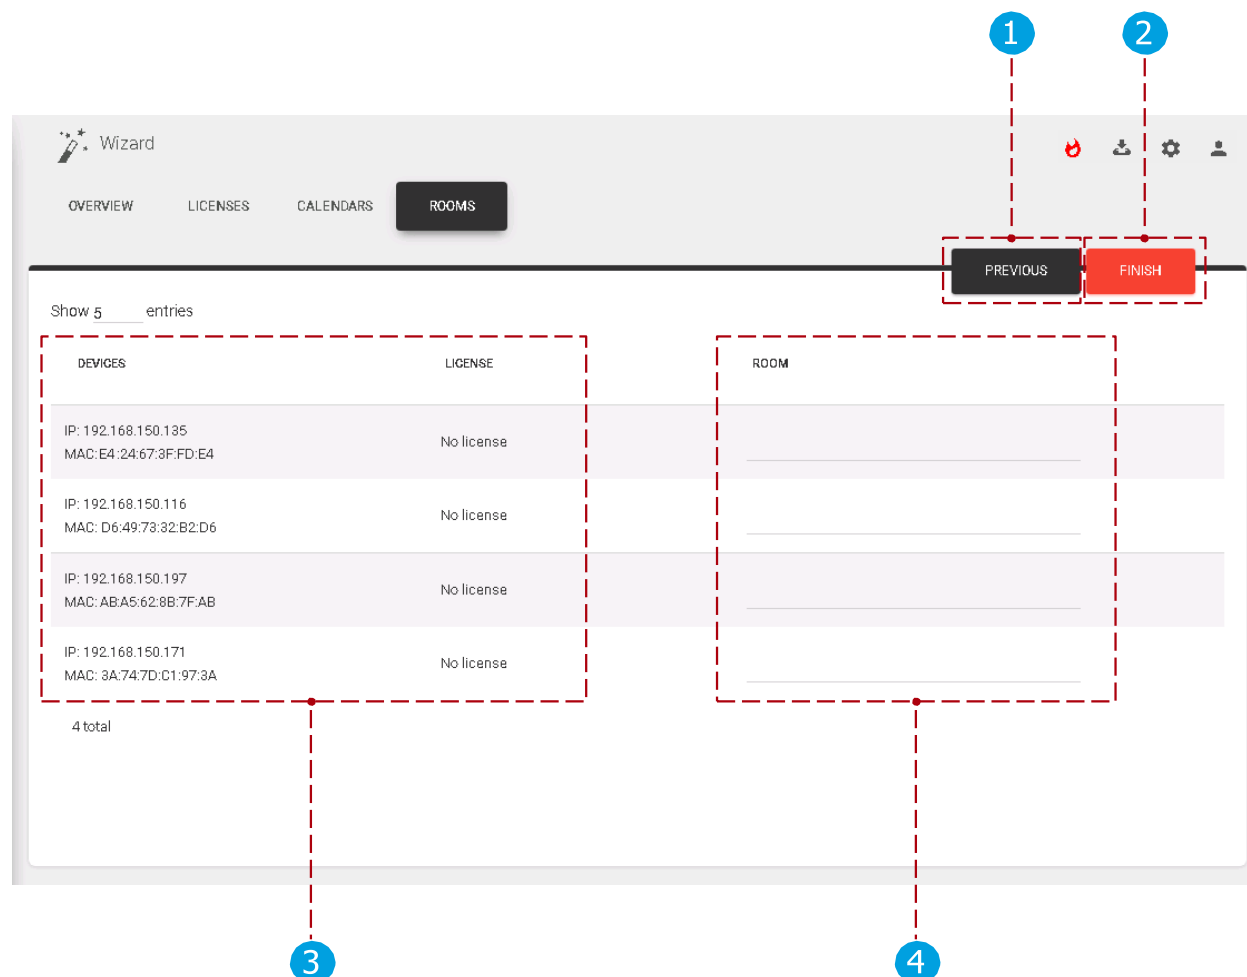 1 2
Wizard
OVERVIEW LICENSES CALENDARS ROOMS
PREVIOUS FINISH
Show 5 entries
DEVICES LICENSE ROOM
IP: 192.168.150.135
MAC:E4:24:67:3F:FD:E4 No license
IP: 192.168.150.116
MAC: D6:49:73:32:B2:D6 No license
IP: 192.168.150.197
MAC: AB:A5:62:8B:7F:AB No license
IP: 192.168.150.171
MAC: 3A:74:7D:C1:97:3A No license
4 total
3 4